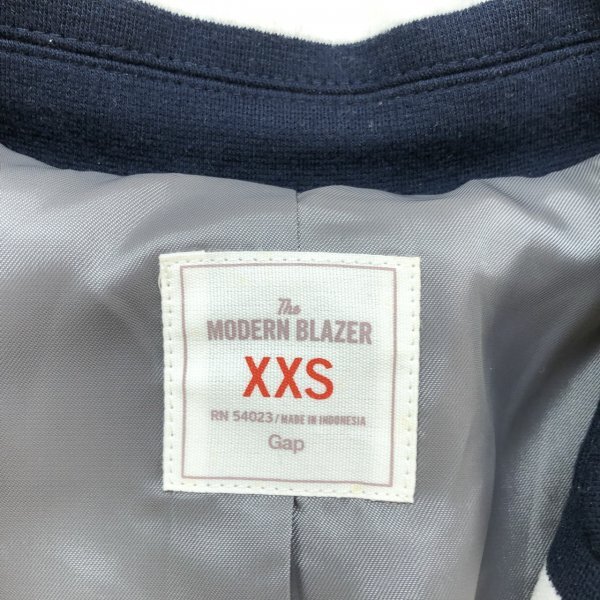 The
MODERN BLAZER
XXS
RN 54023/MADE IN INDONESIA
Gap